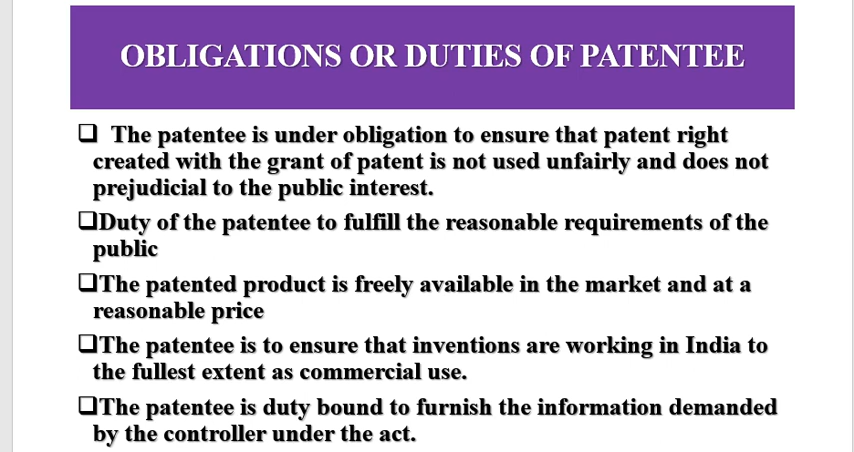 OBLIGATIONS OR DUTIES OF PATENTEE
❑ The patentee is under obligation to ensure that patent right
created with the grant of patent is not used unfairly and does not
prejudicial to the public interest.
❑Duty of the patentee to fulfill the reasonable requirements of the
public
❑The patented product is freely available in the market and at a
reasonable price
❑The patentee is to ensure that inventions are working in India to
the fullest extent as commercial use.
❑The patentee is duty bound to furnish the information demanded
by the controller under the act.